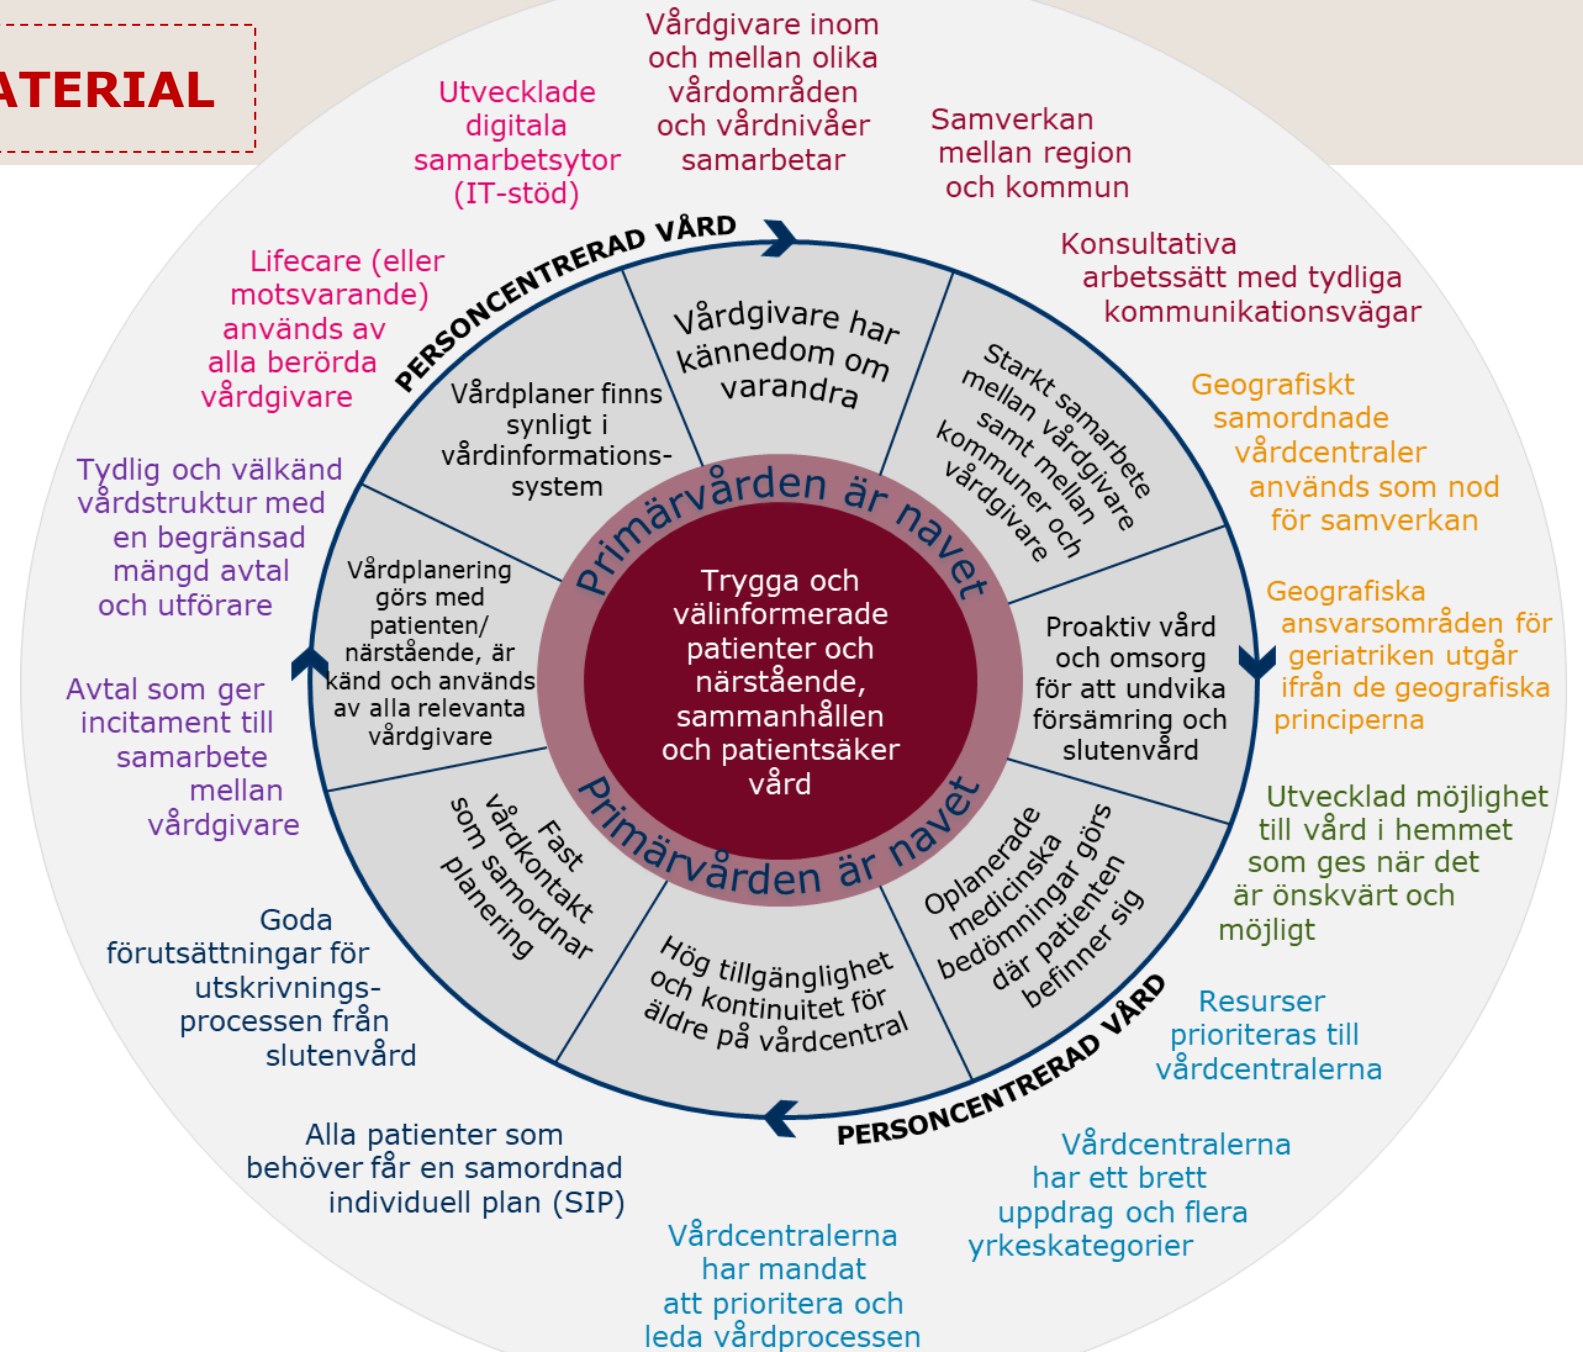 ATERIAL
Vårdgivare inom
och mellan olika
vårdområden
och vårdnivåer
samarbetar
Samverkan
mellan region
och kommun
Konsultativa
arbetssätt med tydliga
kommunikationsvägar
Geografiskt
samordnade
vårdcentraler
används som nod
för samverkan
Geografiska
ansvarsområden för
geriatriken utgår
ifrån de geografiska
principerna
Utvecklad möjlighet
till vård i hemmet
som ges när det
är önskvärt och
möjligt
Resurser
prioriteras till
vårdcentralerna
Vårdcentralerna
har ett brett
uppdrag och flera
yrkeskategorier
Vårdcentralerna
har mandat
att prioritera och
leda vårdprocessen
Alla patienter som
behöver får en samordnad
individuell plan (SIP)
Goda
förutsättningar för
utskrivnings-
processen från
slutenvård
Avtal som ger
incitament till
samarbete
mellan
vårdgivare
Tydlig och välkänd
vårdstruktur med
en begränsad
mängd avtal
och utförare
Lifecare (eller
motsvarande)
används av
alla berörda
vårdgivare
Utvecklade
digitala
samarbetsytor
(IT-stöd)
PERSONCENTRERAD VÅRD
PERSONCENTRERAD VÅRD
Vårdgivare har
kännedom om
varandra
Starkt samarbete
mellan vårdgivare
samt mellan
kommuner och
vårdgivare
Proaktiv vård
och omsorg
för att undvika
försämring och
slutenvård
Oplanerade
medicinska
bedömningar görs
där patienten
befinner sig
Hög tillgänglighet
och kontinuitet för
äldre på vårdcentral
Fast
vårdkontakt
som samordnar
planering
Vårdplanering
görs med
patienten/
närstående, är
känd och används
av alla relevanta
vårdgivare
Vårdplaner finns
synligt i
vårdinformations-
system
Primärvården är navet
Trygga och
välinformerade
patienter och
närstående,
sammanhållen
och patientsäker
vård
Primärvården är navet